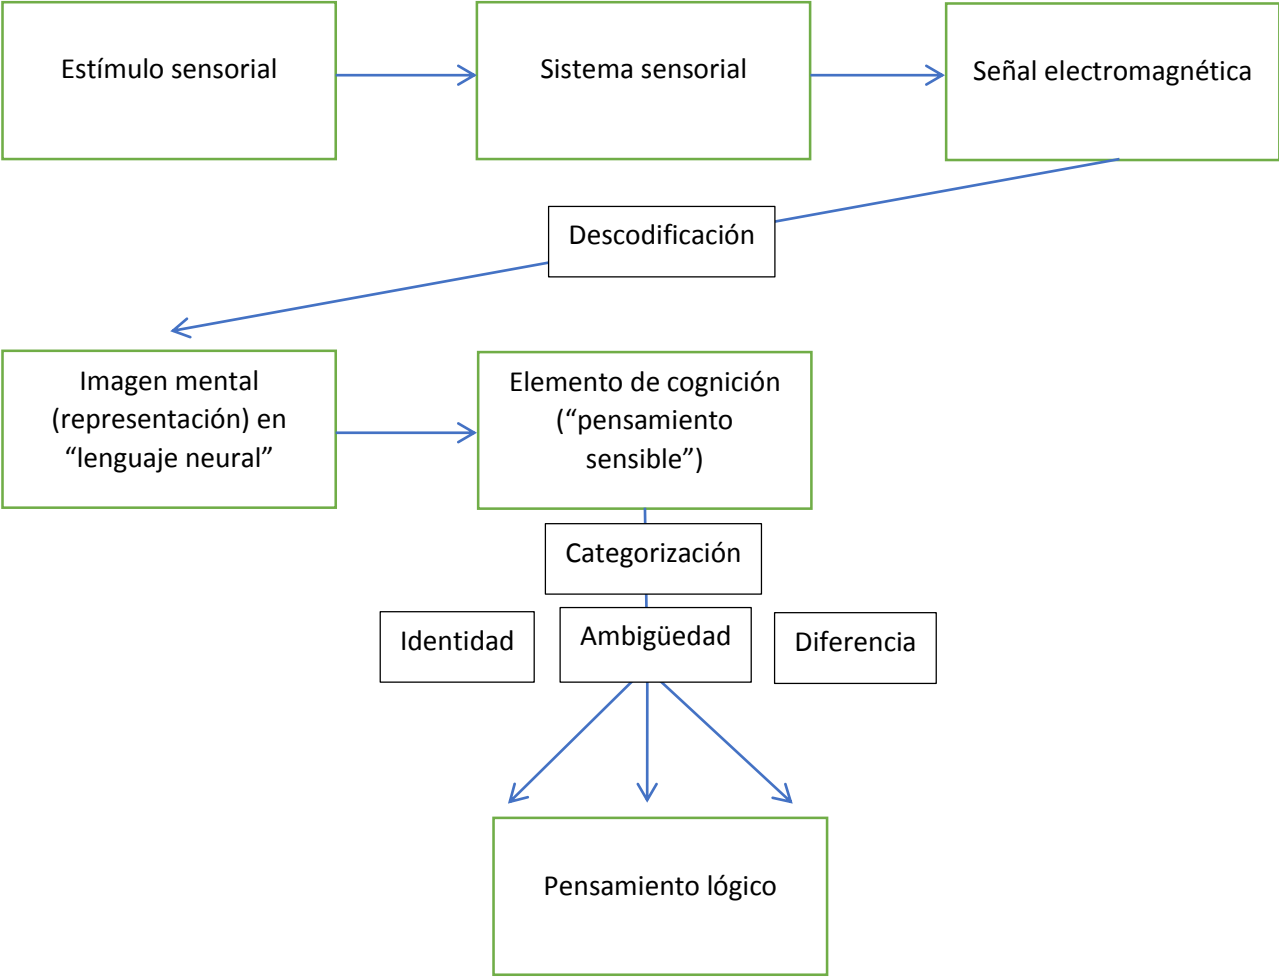 Estímulo sensorial
Sistema sensorial
Señal electromagnética
Descodificación
Imagen mental
(representación) en
“lenguaje neural”
Elemento de cognición
(“pensamiento
sensible”)
Categorización
Identidad
Ambigüedad
Diferencia
Pensamiento lógico